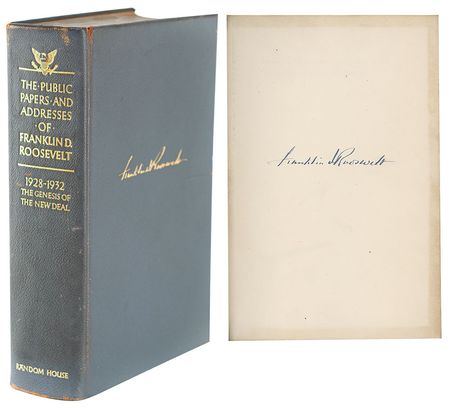 THE · PUBLIC
PAPERS · AND
ADDRESSES
· OF ·
FRANKLIN D.
ROOSEVELT
1928-1932
THE GENESIS OF
THE NEW DEAL
RANDOM HOUSE
Franklin D Roosevelt
Franklin D Roosevelt